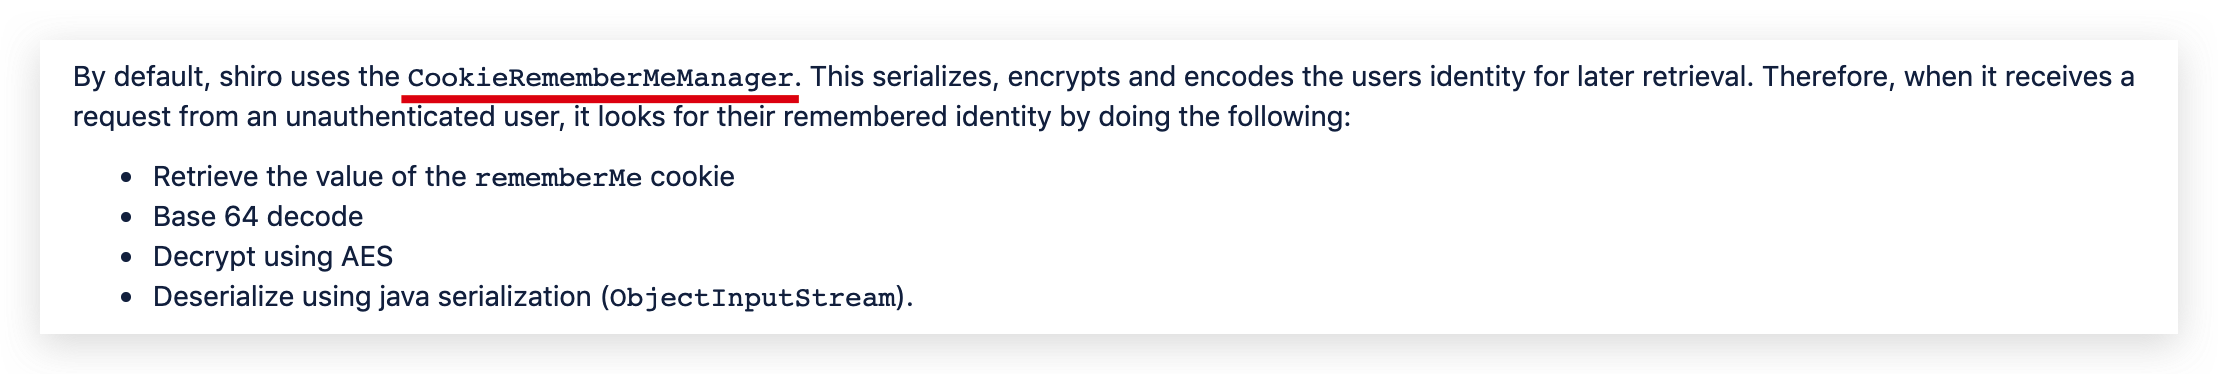 By default, shiro uses the CookieRememberMeManager. This serializes, encrypts and encodes the users identity for later retrieval. Therefore, when it receives a
request from an unauthenticated user, it looks for their remembered identity by doing the following:
• Retrieve the value of the rememberMe cookie
• Base 64 decode
• Decrypt using AES
• Deserialize using java serialization (ObjectInputStream).